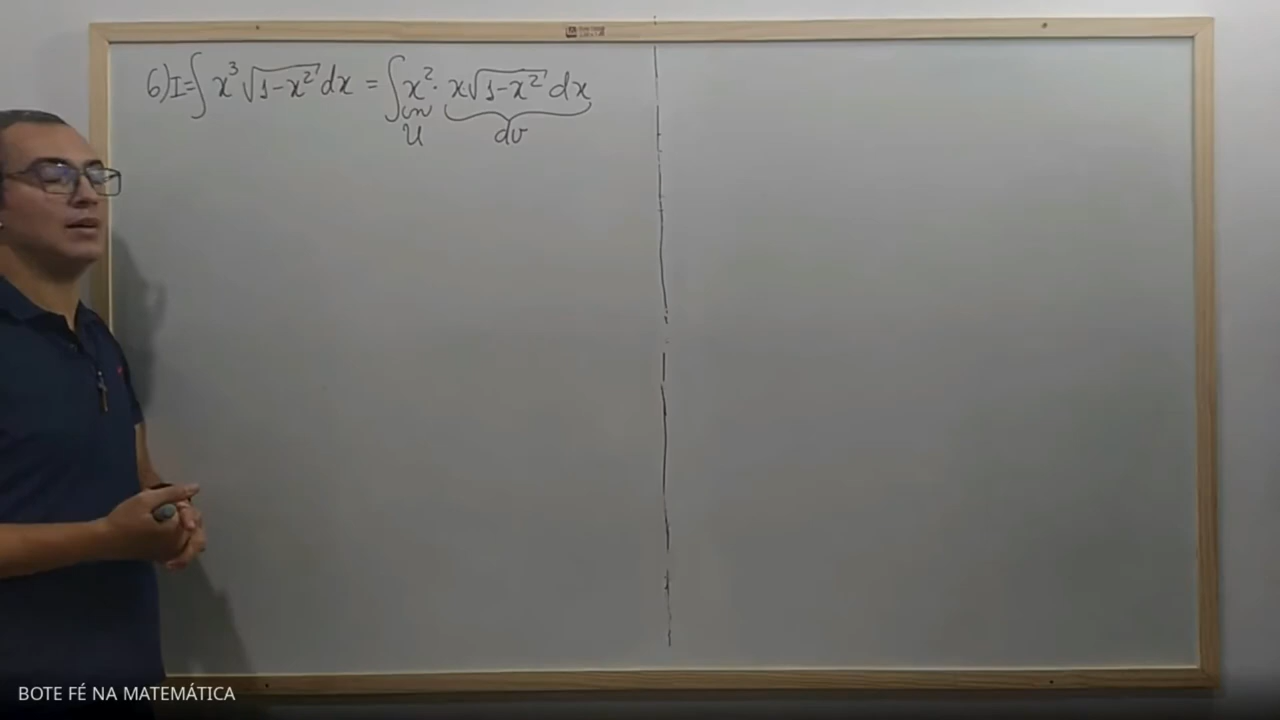 6) I = ∫ x³ √1-x² dx = ∫ x² · x √1-x² dx
u dv
BOTE FÉ NA MATEMÁTICA